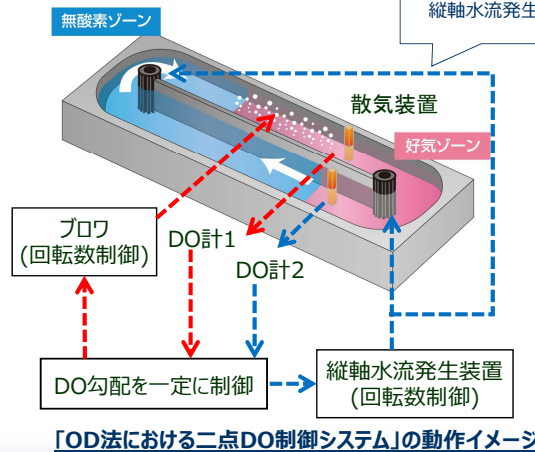 縦軸水流発生
無酸素ゾーン
散気装置
好気ゾーン
ブロワ
(回転数制御)
DO計1
DO計2
DO勾配を一定に制御
縦軸水流発生装置
(回転数制御)
「OD法における二点DO制御システム」の動作イメージ